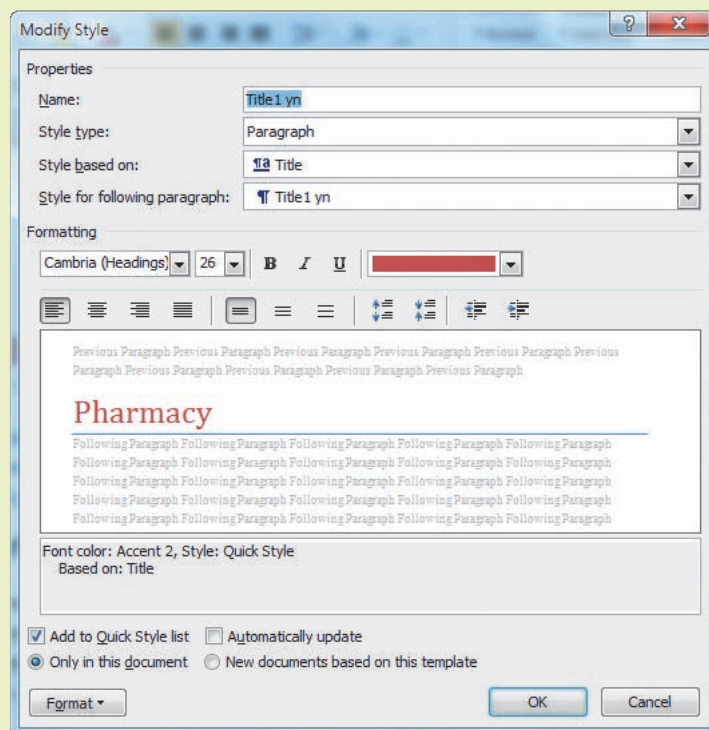 Modify Style
?
Properties
Name: Title1 yn
Style type: Paragraph
Style based on: ¶a Title
Style for following paragraph: ¶ Title1 yn
Formatting
Cambria (Headings) 26 B I U
Previous Paragraph Previous Paragraph Previous Paragraph Previous Paragraph Previous Paragraph Previous
Paragraph Previous Paragraph Previous Paragraph Previous Paragraph Previous Paragraph
Pharmacy
Following Paragraph Following Paragraph Following Paragraph Following Paragraph Following Paragraph
Following Paragraph Following Paragraph Following Paragraph Following Paragraph Following Paragraph
Following Paragraph Following Paragraph Following Paragraph Following Paragraph Following Paragraph
Following Paragraph Following Paragraph Following Paragraph Following Paragraph Following Paragraph
Following Paragraph Following Paragraph Following Paragraph Following Paragraph Following Paragraph
Font color: Accent 2, Style: Quick Style
Based on: Title
Add to Quick Style list Automatically update
Only in this document New documents based on this template
Format OK Cancel